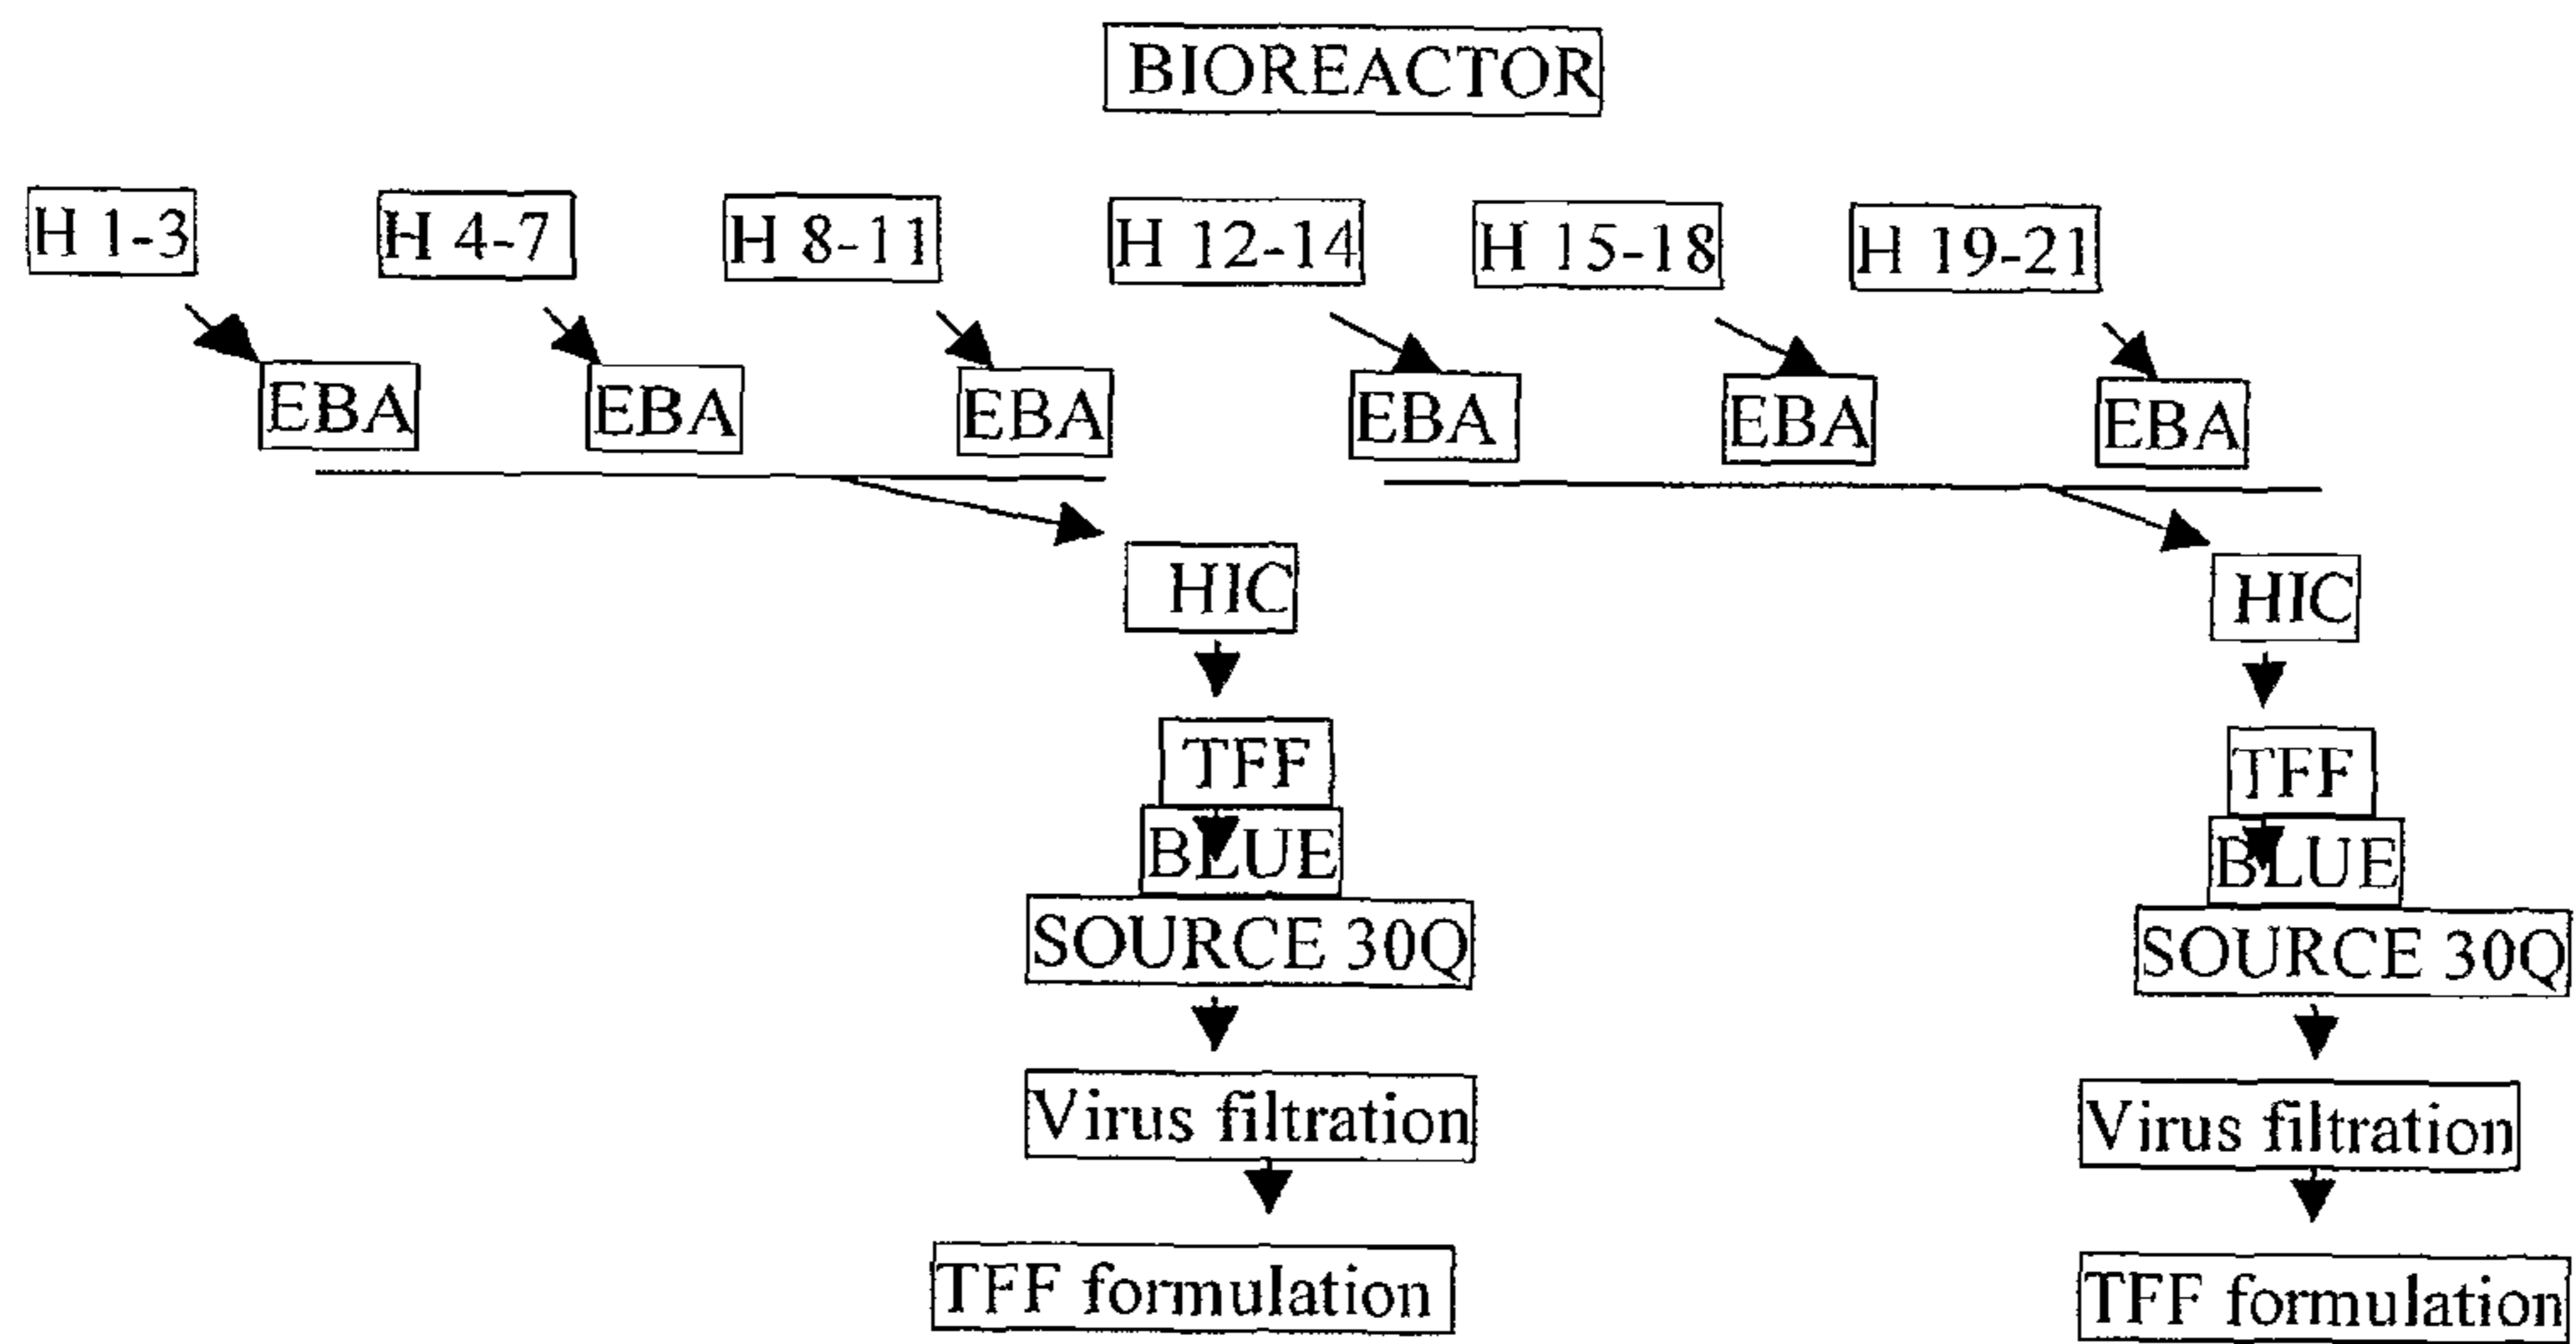 BIOREACTOR
H 1-3 H 4-7 H 8-11 H 12-14 H 15-18 H 19-21
EBA EBA EBA EBA EBA EBA
HIC HIC
TFF TFF
BLUE BLUE
SOURCE 30Q SOURCE 30Q
Virus filtration Virus filtration
TFF formulation TFF formulation